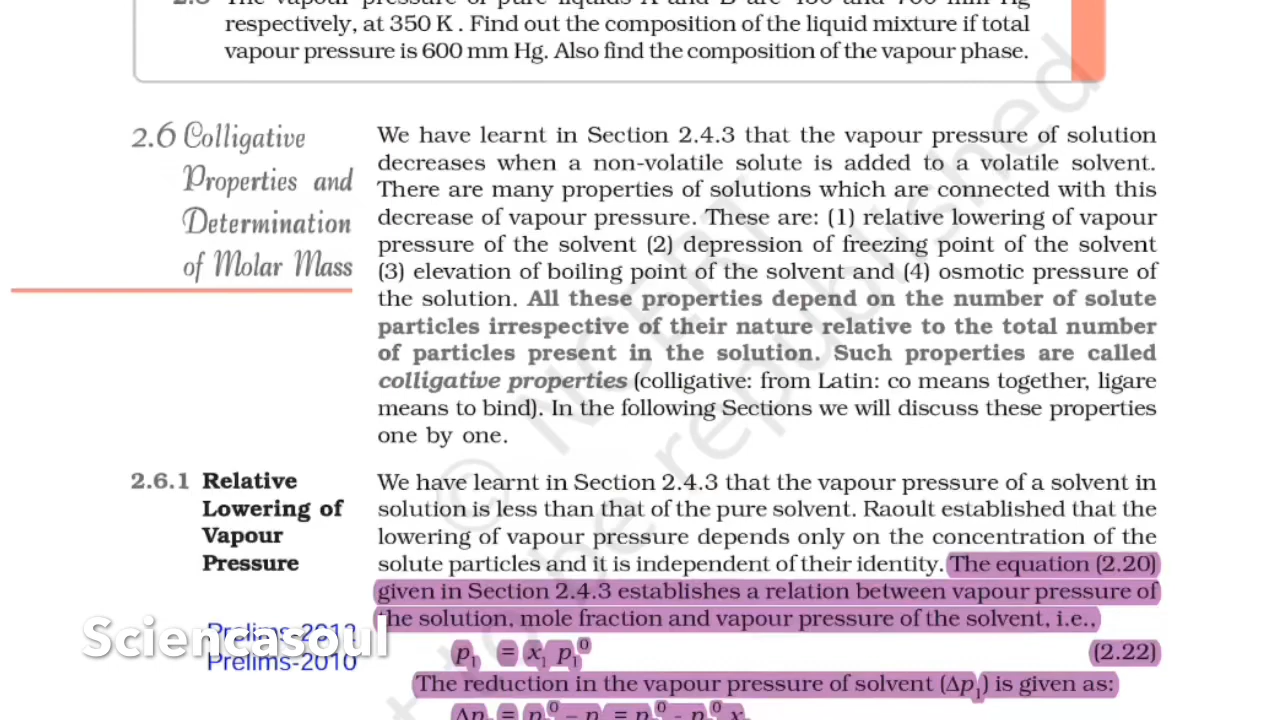 respectively, at 350 K . Find out the composition of the liquid mixture if total
vapour pressure is 600 mm Hg. Also find the composition of the vapour phase.
2.6 Colligative
Properties and
Determination
of Molar Mass
We have learnt in Section 2.4.3 that the vapour pressure of solution
decreases when a non-volatile solute is added to a volatile solvent.
There are many properties of solutions which are connected with this
decrease of vapour pressure. These are: (1) relative lowering of vapour
pressure of the solvent (2) depression of freezing point of the solvent
(3) elevation of boiling point of the solvent and (4) osmotic pressure of
the solution. All these properties depend on the number of solute
particles irrespective of their nature relative to the total number
of particles present in the solution. Such properties are called
colligative properties (colligative: from Latin: co means together, ligare
means to bind). In the following Sections we will discuss these properties
one by one.
2.6.1 Relative
Lowering of
Vapour
Pressure
We have learnt in Section 2.4.3 that the vapour pressure of a solvent in
solution is less than that of the pure solvent. Raoult established that the
lowering of vapour pressure depends only on the concentration of the
solute particles and it is independent of their identity. The equation (2.20)
given in Section 2.4.3 establishes a relation between vapour pressure of
the solution, mole fraction and vapour pressure of the solvent, i.e.,
p₁ = x₁ p₁⁰ (2.22)
The reduction in the vapour pressure of solvent (Δp₁) is given as:
Prelims-2012
Prelims-2010
Sciencasoul
© NCERT
be republished